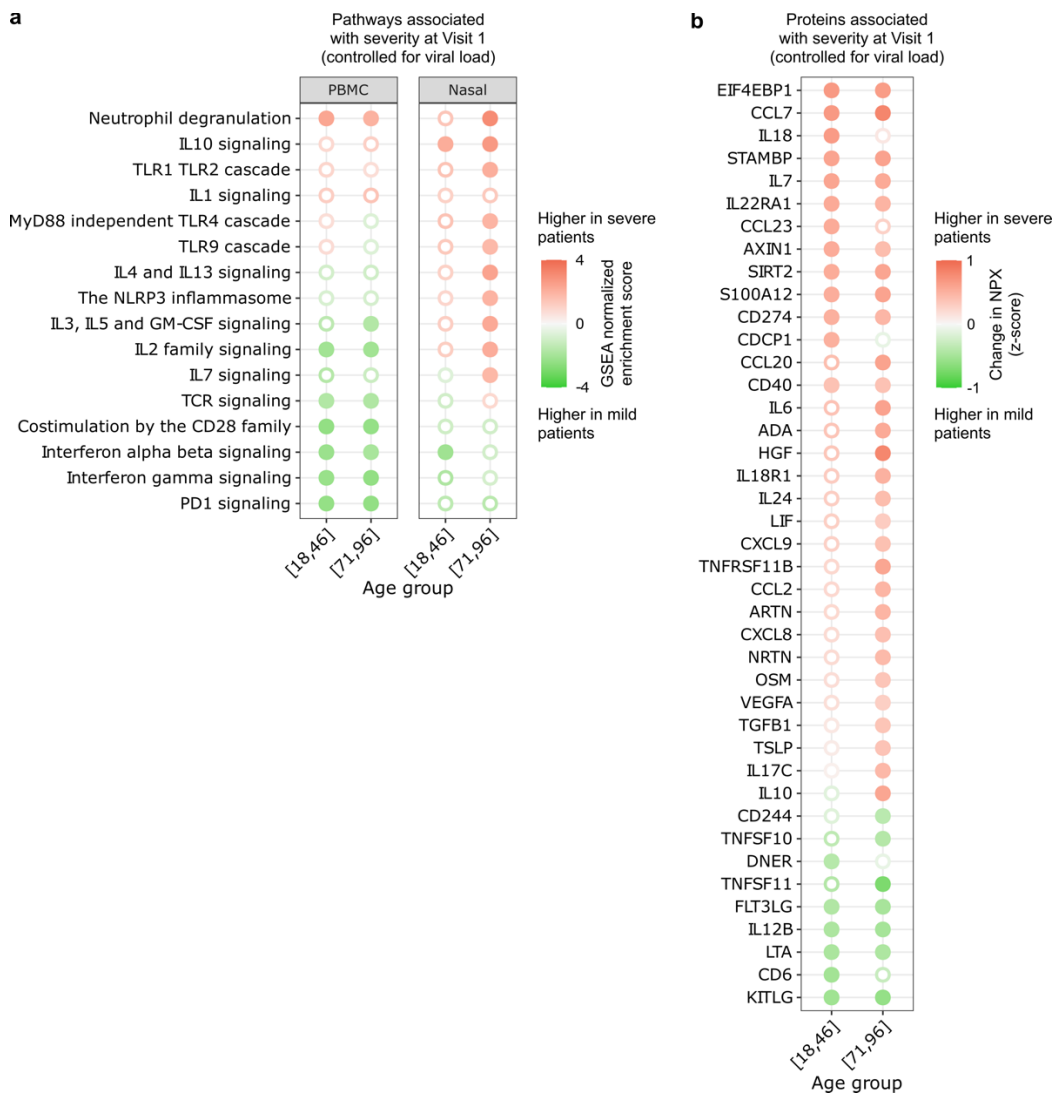 a
Pathways associated
with severity at Visit 1
(controlled for viral load)
PBMC
Nasal
Neutrophil degranulation
IL10 signaling
TLR1 TLR2 cascade
IL1 signaling
MyD88 independent TLR4 cascade
TLR9 cascade
IL4 and IL13 signaling
The NLRP3 inflammasome
IL3, IL5 and GM-CSF signaling
IL2 family signaling
IL7 signaling
TCR signaling
Costimulation by the CD28 family
Interferon alpha beta signaling
Interferon gamma signaling
PD1 signaling
[18,46]
[71,96]
[18,46]
[71,96]
Age group
Higher in severe
patients
4
0
-4
GSEA normalized
enrichment score
Higher in mild
patients
b
Proteins associated
with severity at Visit 1
(controlled for viral load)
EIF4EBP1
CCL7
IL18
STAMBP
IL7
IL22RA1
CCL23
AXIN1
SIRT2
S100A12
CD274
CDCP1
CCL20
CD40
IL6
ADA
HGF
IL18R1
IL24
LIF
CXCL9
TNFRSF11B
CCL2
ARTN
CXCL8
NRTN
OSM
VEGFA
TGFB1
TSLP
IL17C
IL10
CD244
TNFSF10
DNER
TNFSF11
FLT3LG
IL12B
LTA
CD6
KITLG
[18,46]
[71,96]
Age group
Higher in severe
patients
1
0
-1
Change in NPX
(z-score)
Higher in mild
patients